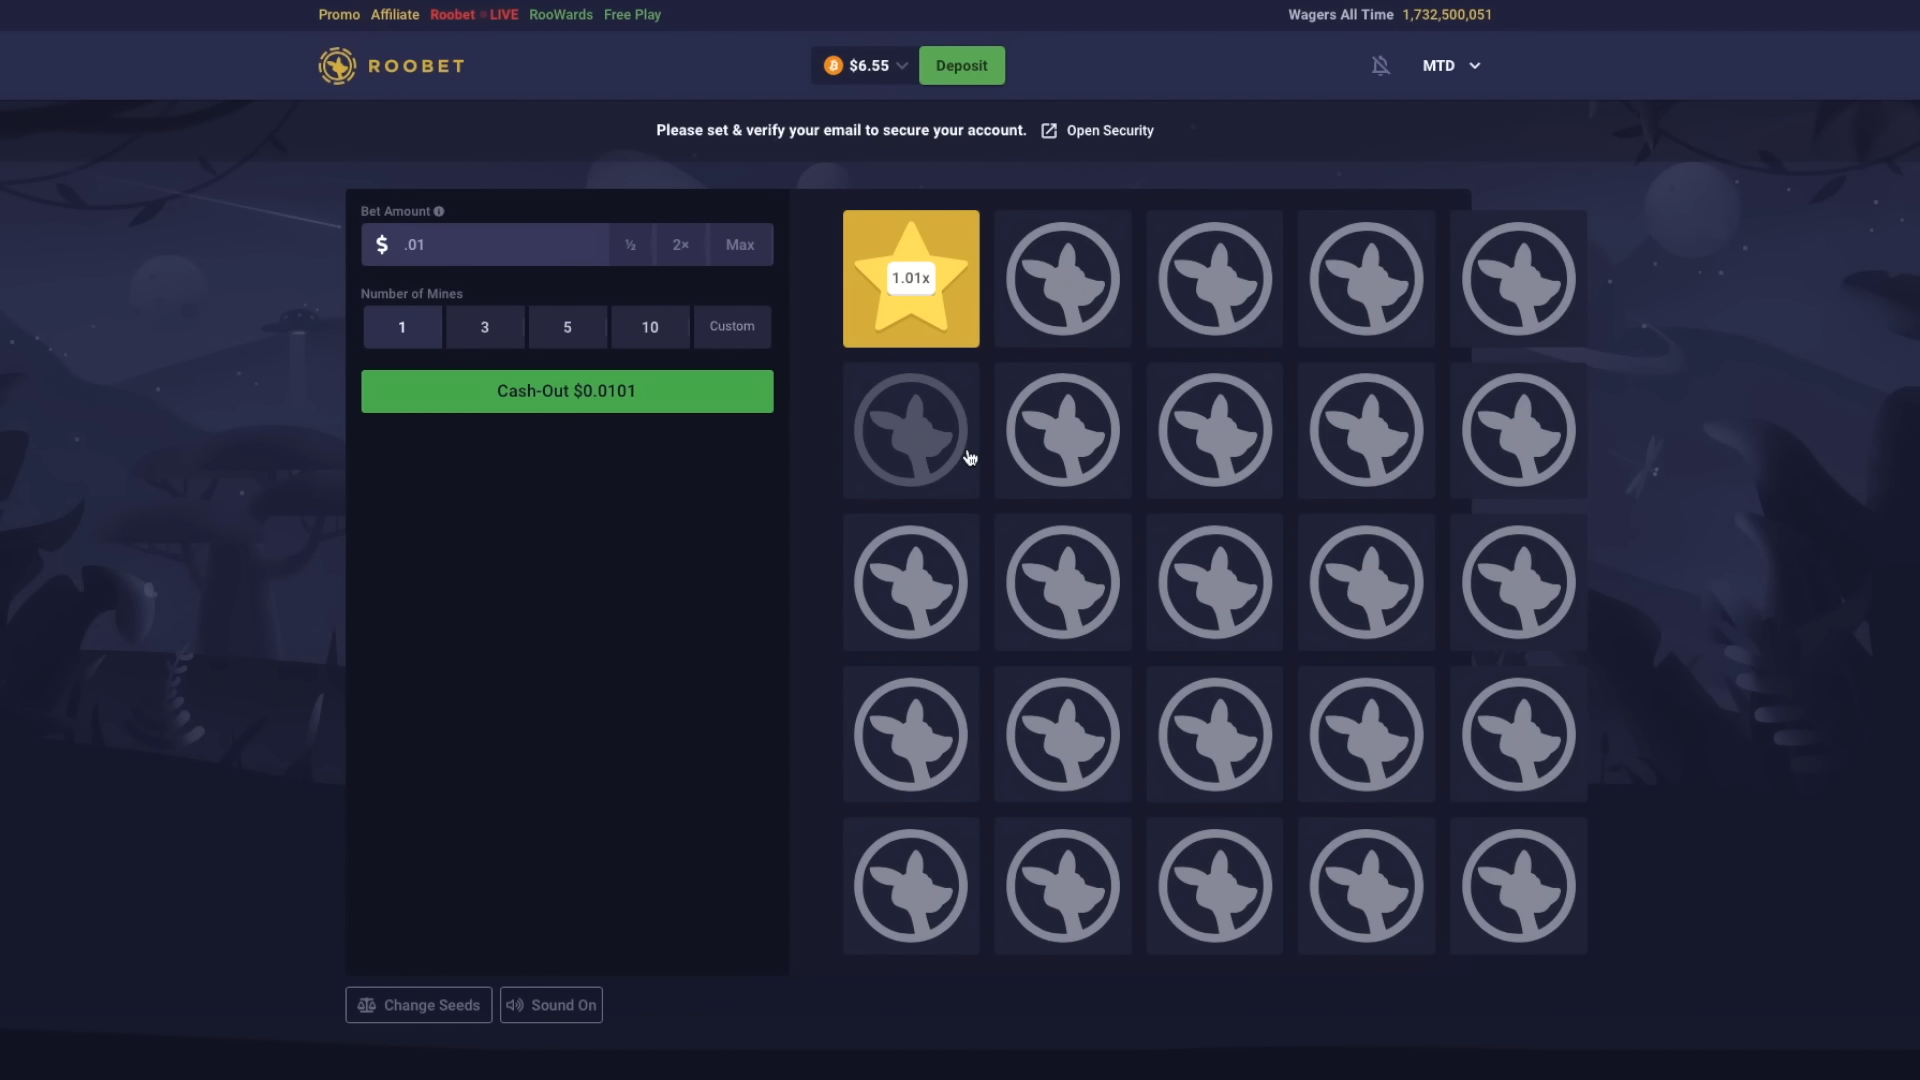 Promo Affiliate Roobet LIVE RooWards Free Play Wagers All Time 1,732,500,051
ROOBET $6.55 Deposit MTD
Please set & verify your email to secure your account. Open Security
Bet Amount
$ .01 ½ 2× Max
Number of Mines
1 3 5 10 Custom
Cash-Out $0.0101
1.01x
Change Seeds Sound On